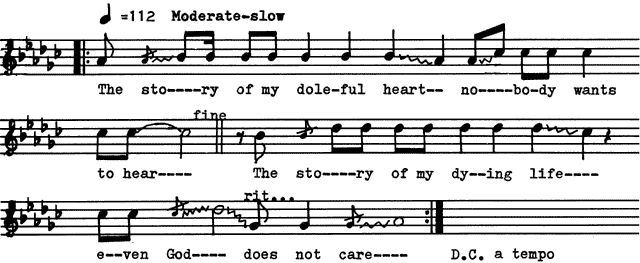 ♩ =112 Moderate-slow
The sto-----ry of my dole-ful heart-- no----bo-dy wants
fine
to hear---- The sto----ry of my dy--ing life-----
rit...
e--ven God---- does not care---- D.C. a tempo